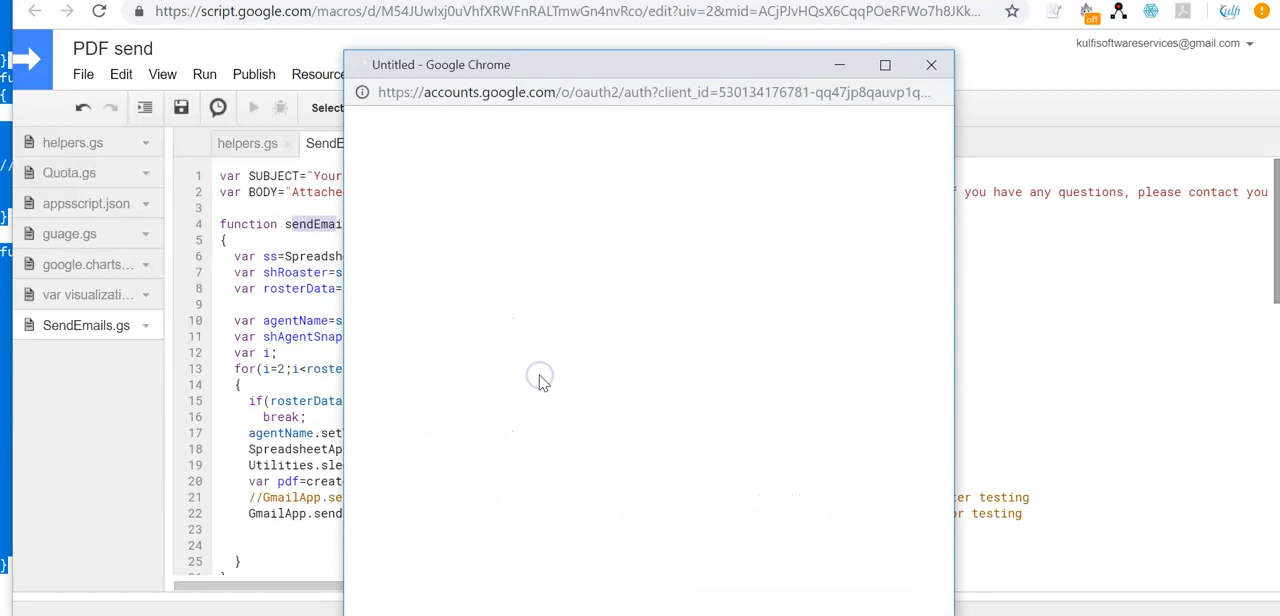 https://script.google.com/macros/d/M54JUwIxj0uVhfXRWFnRALTmwGn4nvRco/edit?uiv=2&mid=ACjPJvHQsX6CqqPOeRFWo7h8JKk...
off
Kulfi
PDF send
kulfisoftwareservices@gmail.com
File Edit View Run Publish Resource
Untitled - Google Chrome
https://accounts.google.com/o/oauth2/auth?client_id=530134176781-qq47jp8qauvp1q...
Select
helpers.gs
Quota.gs
appsscript.json
guage.gs
google.charts...
var visualizati...
SendEmails.gs
helpers.gs × SendE
1 var SUBJECT="Your
2 var BODY="Attache
you have any questions, please contact you
3
4 function sendEmai
5 {
6 var ss=Spreadsh
7 var shRoaster=s
8 var rosterData=
9
10 var agentName=s
11 var shAgentSnap
12 var i;
13 for(i=2;i<roste
14 {
15 if(rosterData
16 break;
17 agentName.set
18 SpreadsheetAp
19 Utilities.sle
20 var pdf=creat
21 //GmailApp.se
ter testing
22 GmailApp.send
or testing
23
24
25 }